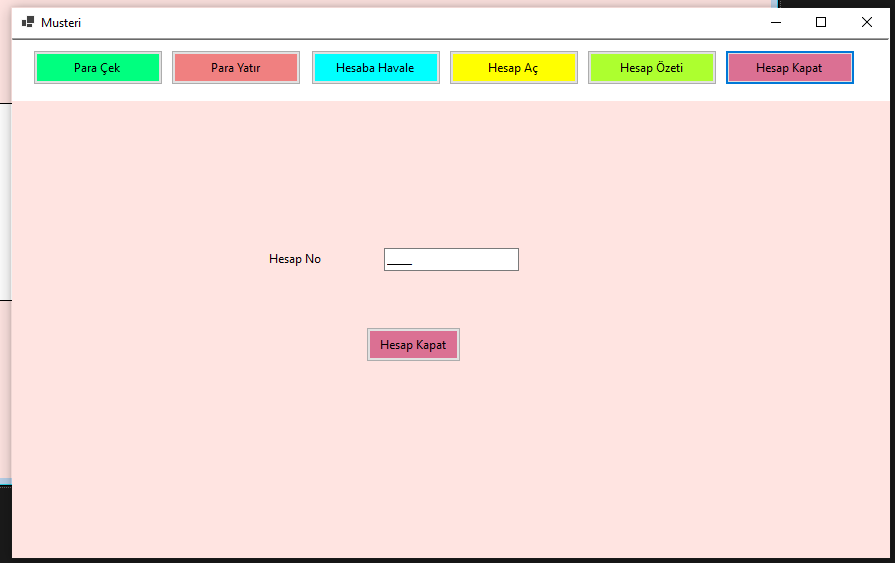 Musteri
Para Çek
Para Yatır
Hesaba Havale
Hesap Aç
Hesap Özeti
Hesap Kapat
Hesap No ____
Hesap Kapat